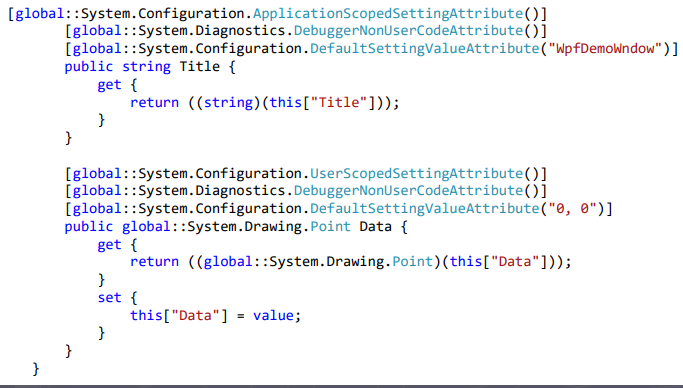 [global::System.Configuration.ApplicationScopedSettingAttribute()]
[global::System.Diagnostics.DebuggerNonUserCodeAttribute()]
[global::System.Configuration.DefaultSettingValueAttribute("WpfDemoWndow")]
public string Title {
get {
return ((string)(this["Title"]));
}
}
[global::System.Configuration.UserScopedSettingAttribute()]
[global::System.Diagnostics.DebuggerNonUserCodeAttribute()]
[global::System.Configuration.DefaultSettingValueAttribute("0, 0")]
public global::System.Drawing.Point Data {
get {
return ((global::System.Drawing.Point)(this["Data"]));
}
set {
this["Data"] = value;
}
}
}